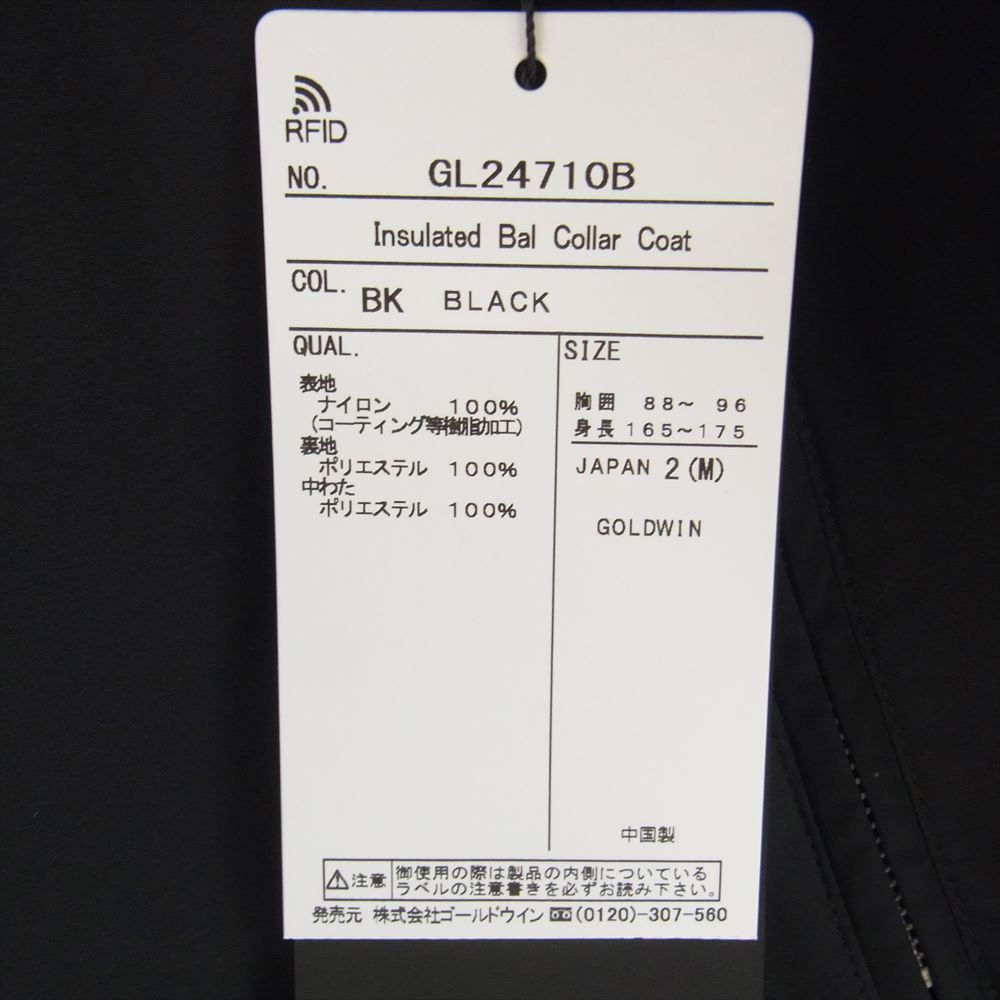 RFID
NO. GL24710B
Insulated Bal Collar Coat
COL. BK BLACK
QUAL.
表地
ナイロン 100%
(コーティング等樹脂加工)
裏地
ポリエステル 100%
中わた
ポリエステル 100%
SIZE
胸囲 88～ 96
身長 165～175
JAPAN 2(M)
GOLDWIN
中国製
注意
御使用の際は製品の内側についている
ラベルの注意書きを必ずお読み下さい。
発売元 株式会社ゴールドウイン (0120)-307-560